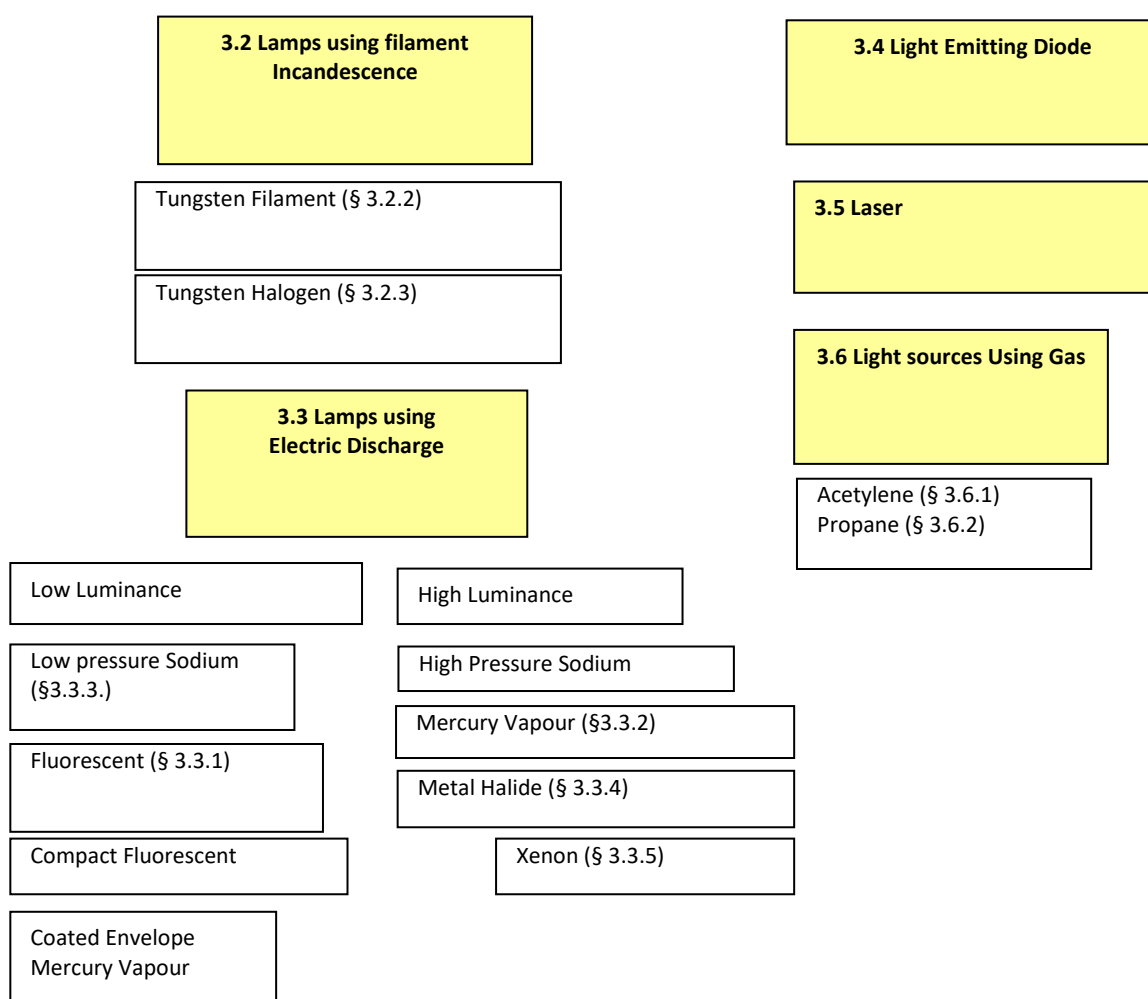 3.2 Lamps using filament
Incandescence
Tungsten Filament (§ 3.2.2)
Tungsten Halogen (§ 3.2.3)
3.3 Lamps using
Electric Discharge
Low Luminance
Low pressure Sodium
(§3.3.3.)
Fluorescent (§ 3.3.1)
Compact Fluorescent
Coated Envelope
Mercury Vapour
High Luminance
High Pressure Sodium
Mercury Vapour (§3.3.2)
Metal Halide (§ 3.3.4)
Xenon (§ 3.3.5)
3.4 Light Emitting Diode
3.5 Laser
3.6 Light sources Using Gas
Acetylene (§ 3.6.1)
Propane (§ 3.6.2)